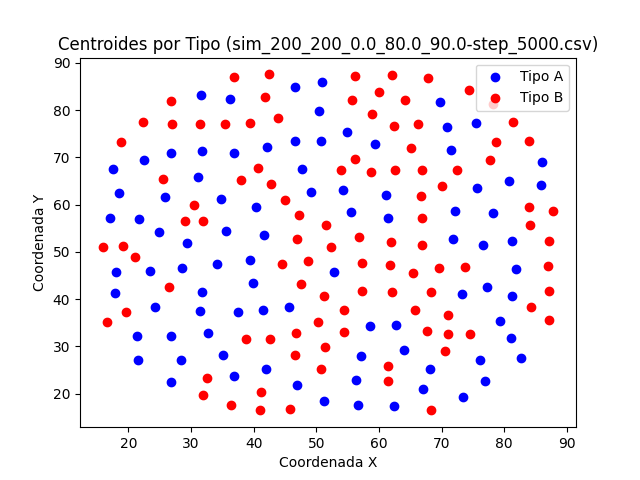 Centroides por Tipo (sim_200_200_0.0_80.0_90.0-step_5000.csv)
Tipo A
Tipo B
Coordenada Y
90
80
70
60
50
40
30
20
20 30 40 50 60 70 80 90
Coordenada X